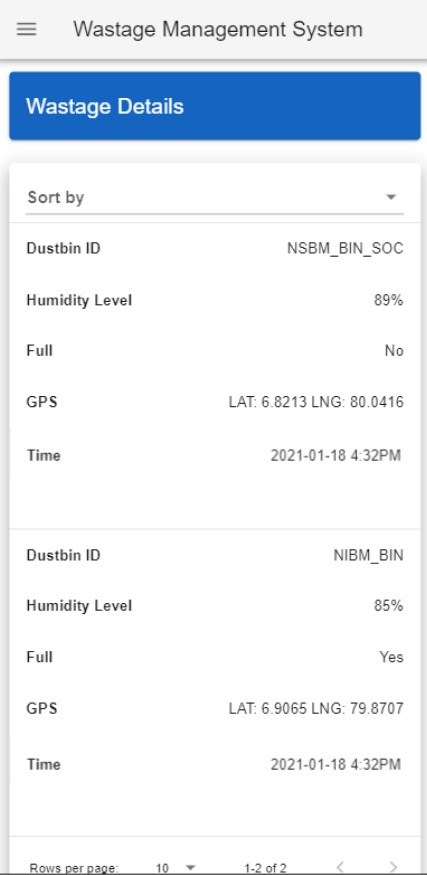 Wastage Management System
Wastage Details
Sort by
Dustbin ID NSBM_BIN_SOC
Humidity Level 89%
Full No
GPS LAT: 6.8213 LNG: 80.0416
Time 2021-01-18 4:32PM
Dustbin ID NIBM_BIN
Humidity Level 85%
Full Yes
GPS LAT: 6.9065 LNG: 79.8707
Time 2021-01-18 4:32PM
Rows per page: 10 1-2 of 2